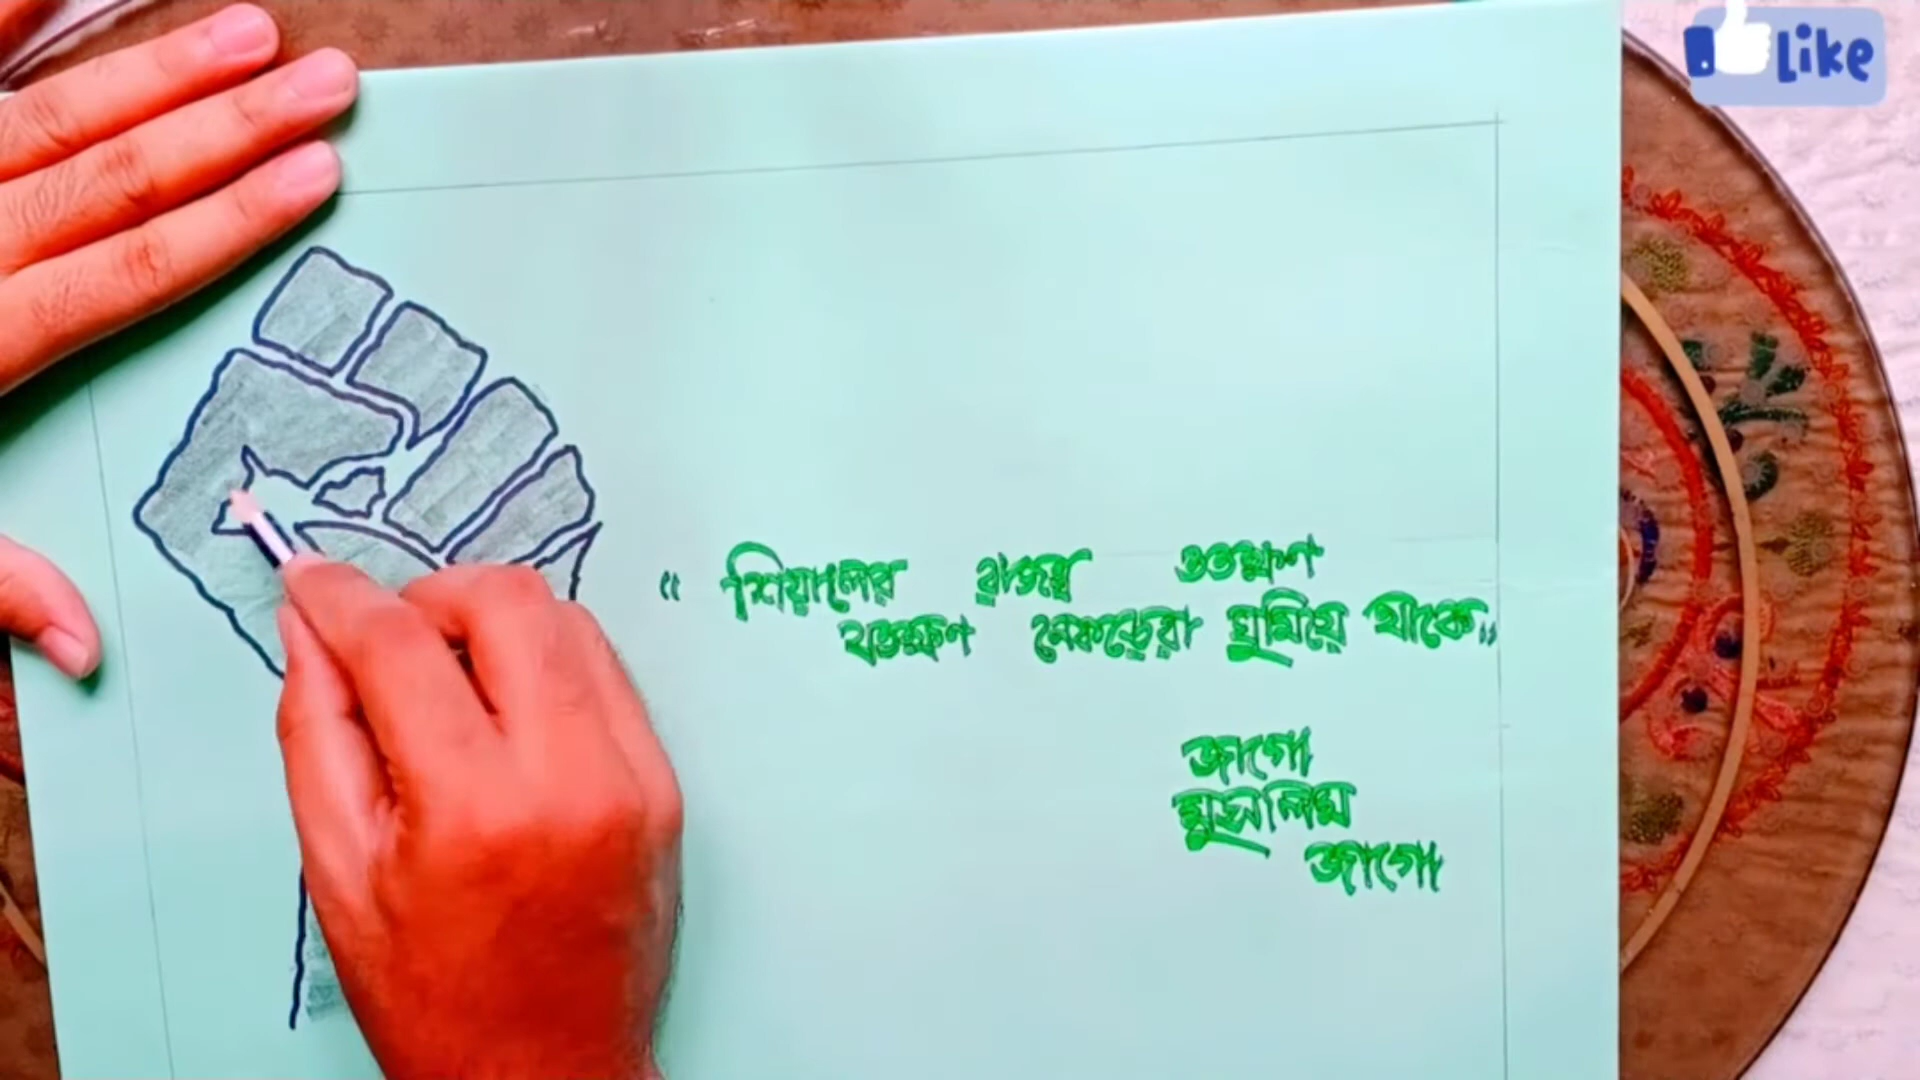 Like
“ শিয়ালের রাজত্ব ততক্ষণ
যতক্ষণ নেকড়েরা ঘুমিয়ে থাকে „
জাগো
মুসলিম
জাগো